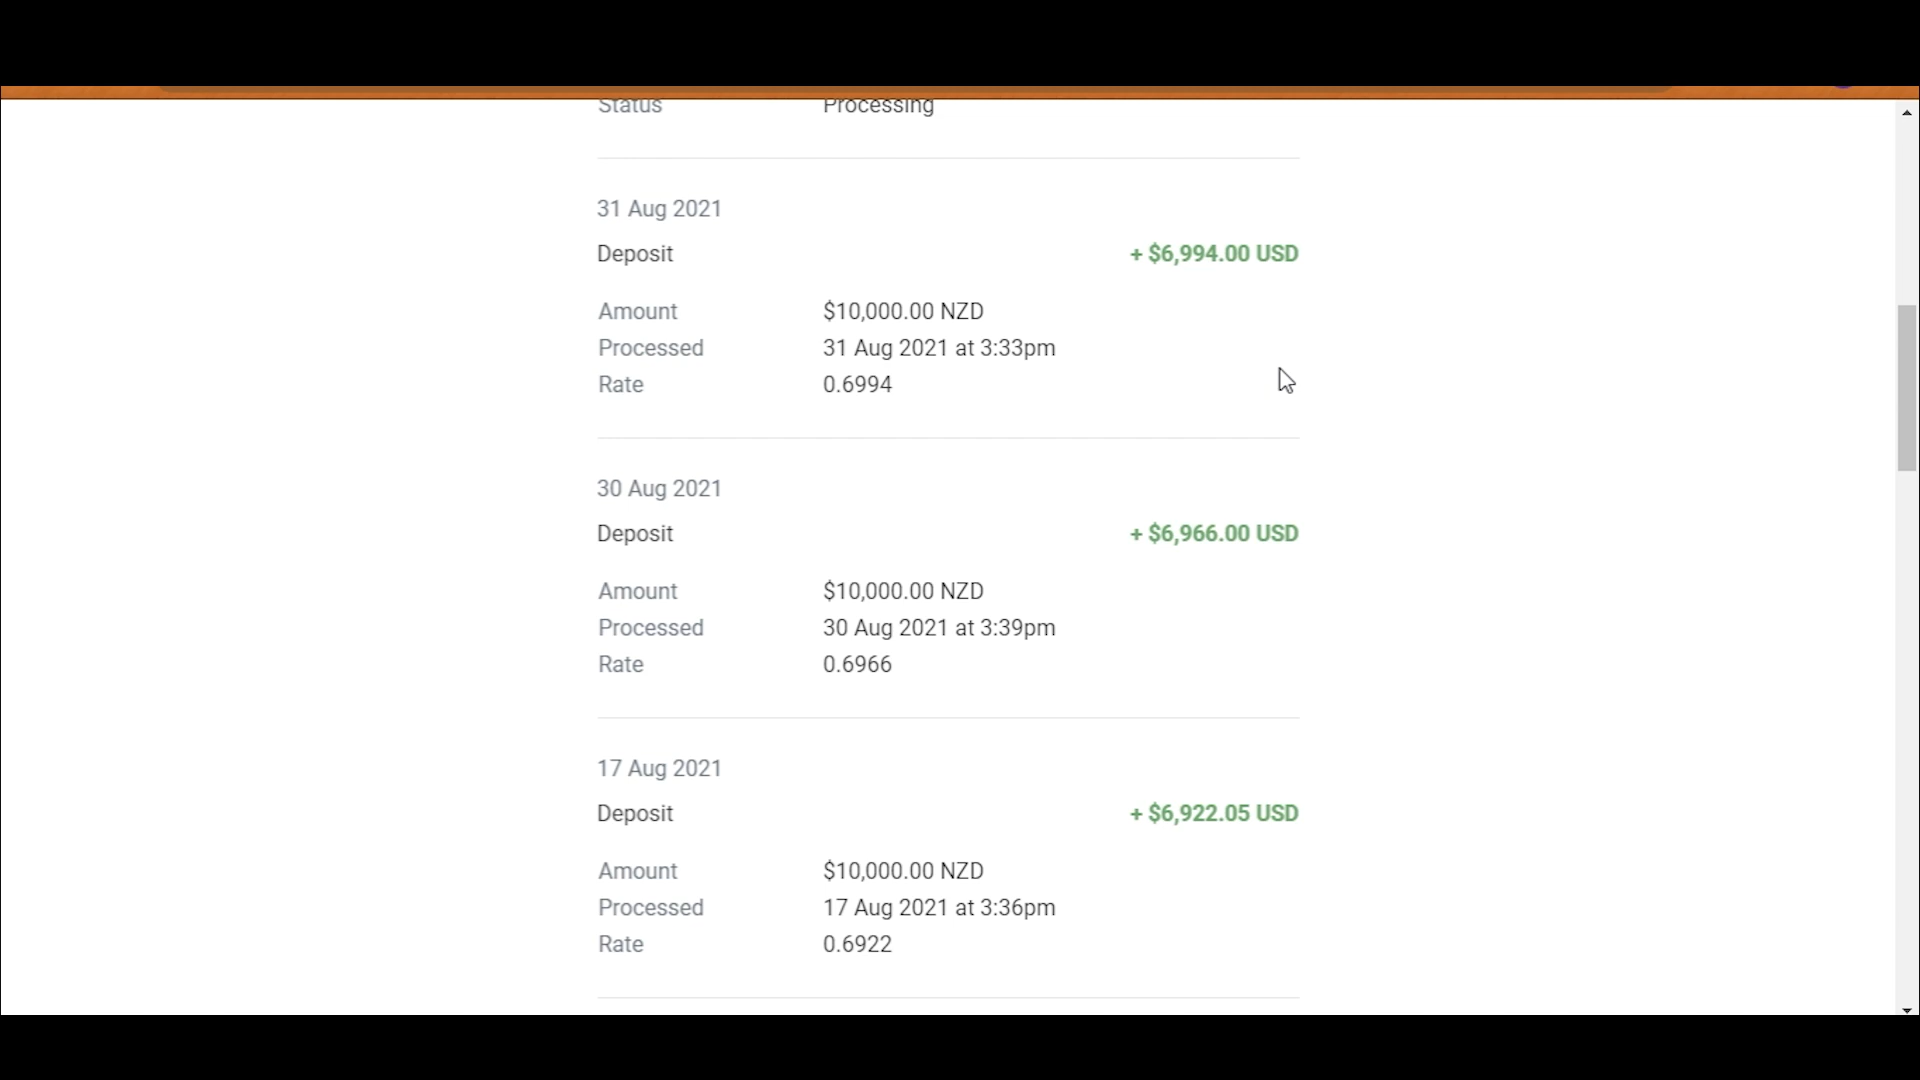 Status Processing
31 Aug 2021
Deposit + $6,994.00 USD
Amount $10,000.00 NZD
Processed 31 Aug 2021 at 3:33pm
Rate 0.6994
30 Aug 2021
Deposit + $6,966.00 USD
Amount $10,000.00 NZD
Processed 30 Aug 2021 at 3:39pm
Rate 0.6966
17 Aug 2021
Deposit + $6,922.05 USD
Amount $10,000.00 NZD
Processed 17 Aug 2021 at 3:36pm
Rate 0.6922